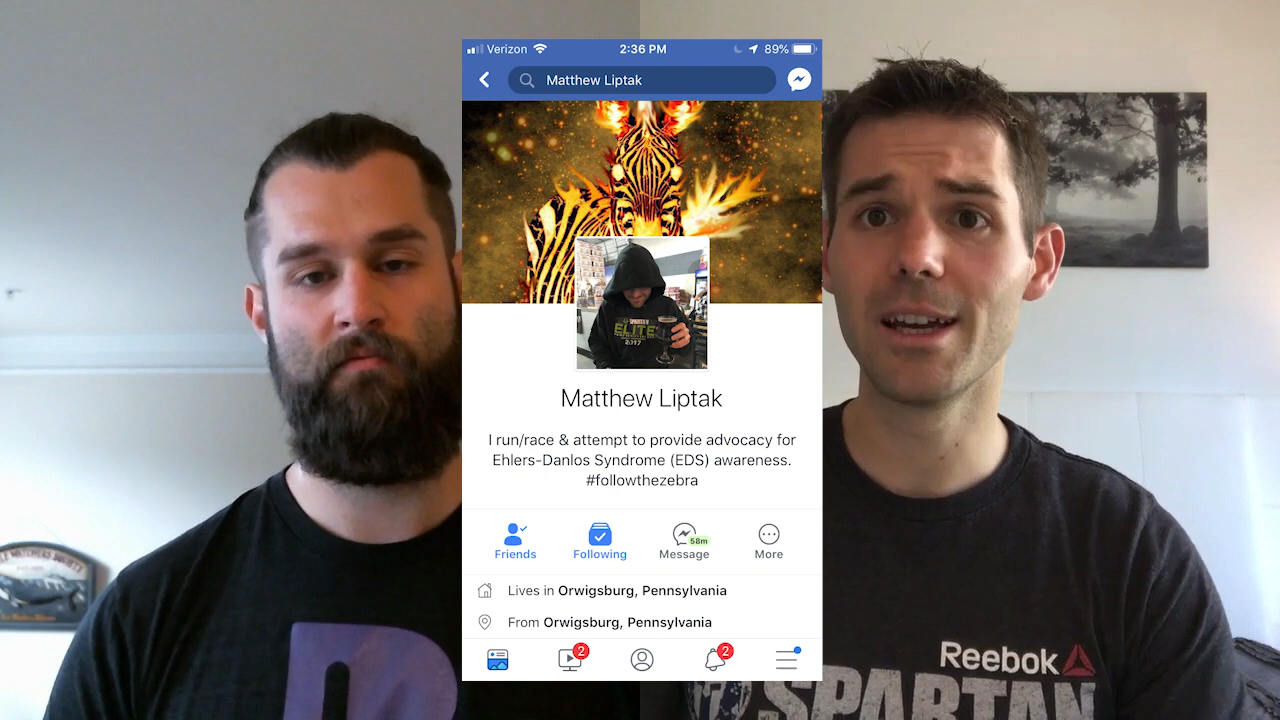 Verizon 2:36 PM 89%
Matthew Liptak
ELITE
2017
Matthew Liptak
I run/race & attempt to provide advocacy for
Ehlers-Danlos Syndrome (EDS) awareness.
#followthezebra
58m
Friends Following Message More
Lives in Orwigsburg, Pennsylvania
From Orwigsburg, Pennsylvania
2 2
Reebok
SPARTAN